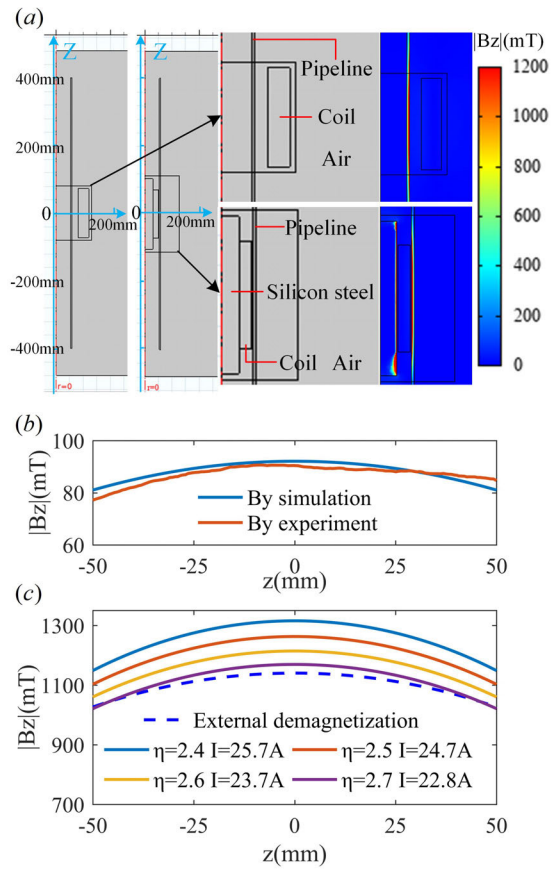 (a)
|Bz|(mT)
Z
Z
400mm
200mm
0
0
200mm
200mm
-200mm
-400mm
r=0
r=0
Pipeline
Coil
Air
Pipeline
Silicon steel
Coil Air
1200
1000
800
600
400
200
0
(b)
|Bz|(mT)
100
80
60
By simulation
By experiment
-50
-25
0
25
50
z(mm)
(c)
|Bz|(mT)
1300
1100
900
700
External demagnetization
η=2.4 I=25.7A
η=2.5 I=24.7A
η=2.6 I=23.7A
η=2.7 I=22.8A
-50
-25
0
25
50
z(mm)